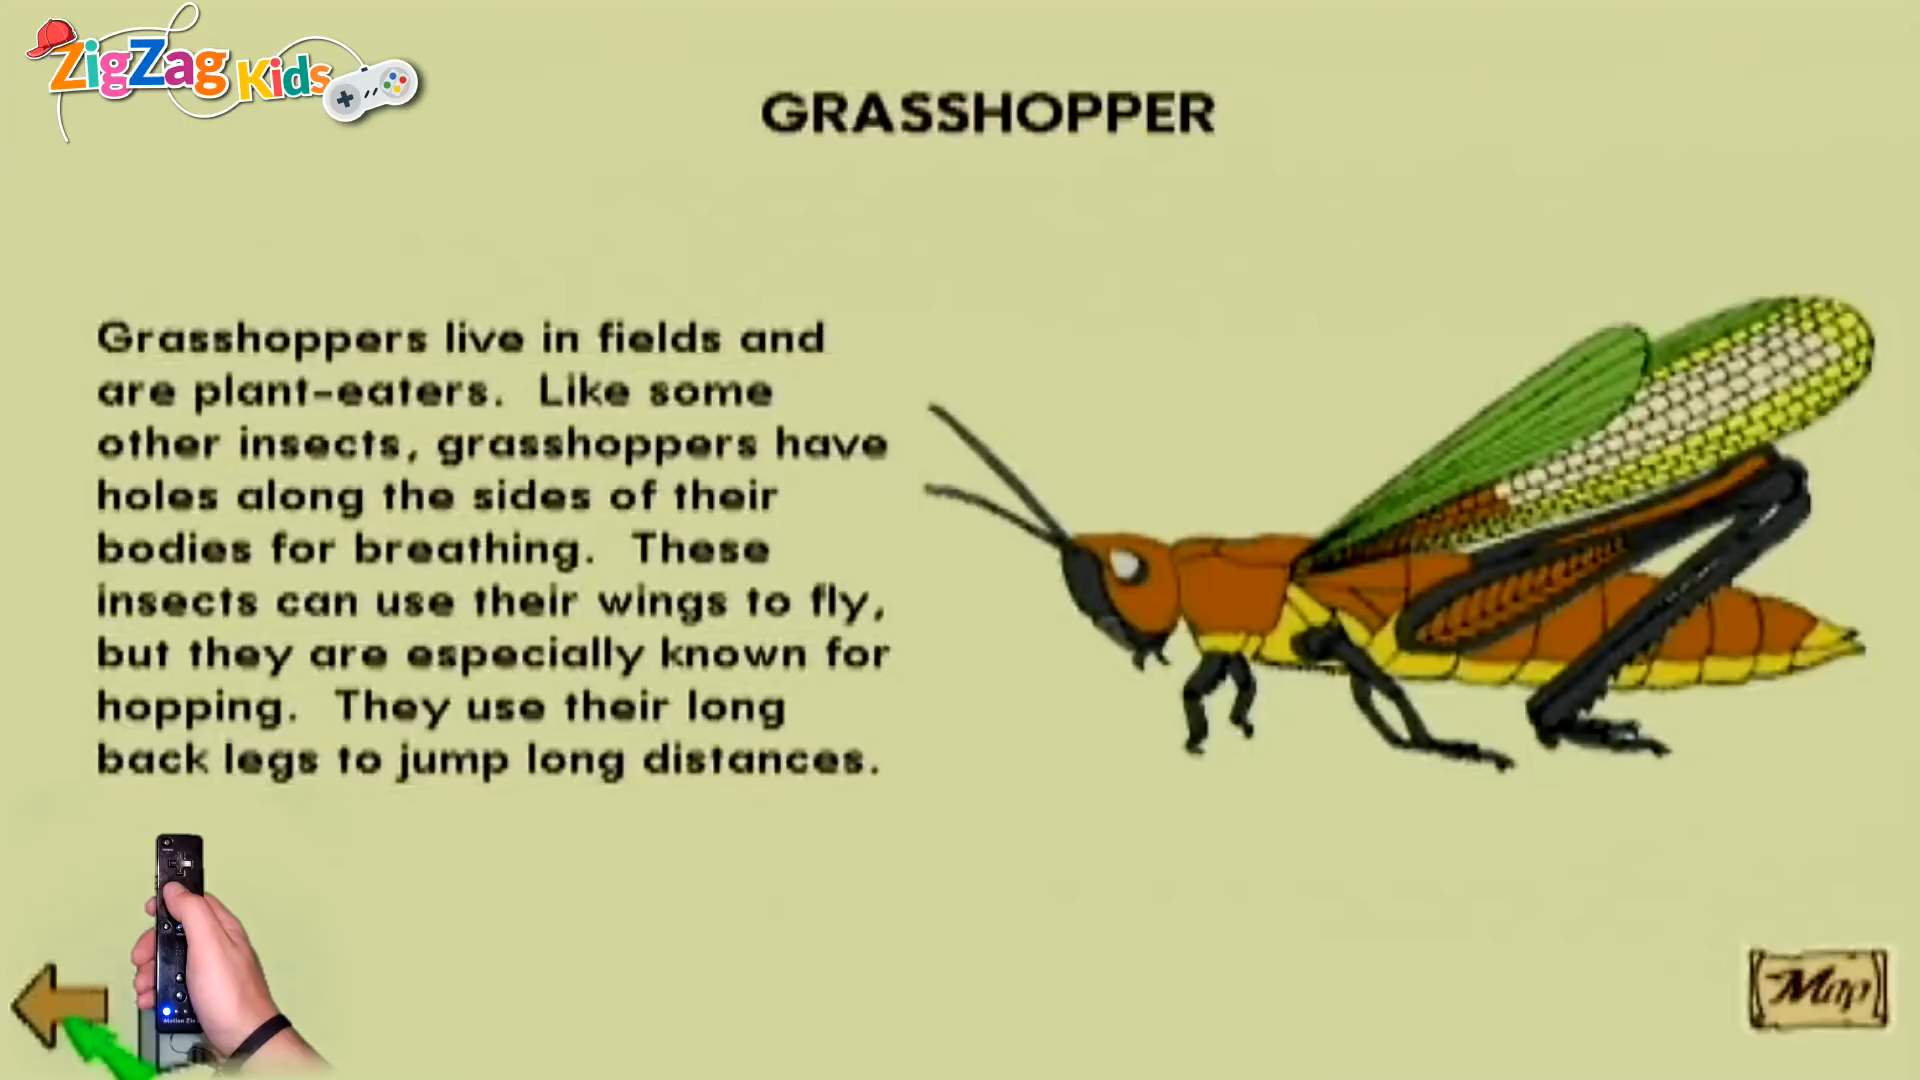 ZigZag Kids
GRASSHOPPER
Grasshoppers live in fields and
are plant-eaters.  Like some
other insects, grasshoppers have
holes along the sides of their
bodies for breathing.  These
insects can use their wings to fly,
but they are especially known for
hopping.  They use their long
back legs to jump long distances.
Map